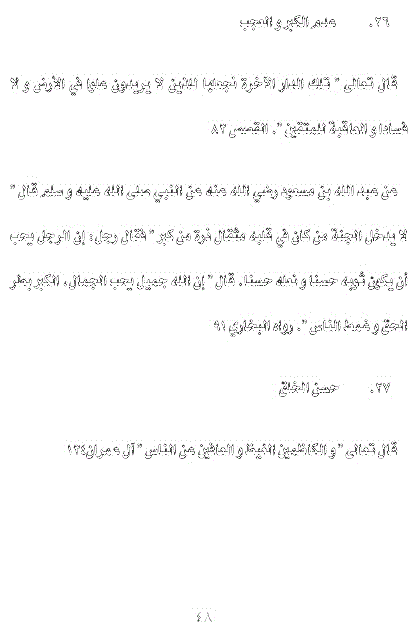 ٢٦. عدم الكبر و العجب
قال تعالى " تلك الدار الآخرة نجعلها للذين لا يريدون علوا في الأرض و لا
فسادا و العاقبة للمتقين ". القصص ٨٣
عن عبد الله بن مسعود رضي الله عنه عن النبي صلى الله عليه و سلم قال "
لا يدخل الجنة من كان في قلبه مثقال ذرة من كبر " فقال رجل: إن الرجل يحب
أن يكون ثوبه حسنا و نعله حسنا. قال " إن الله جميل يحب الجمال، الكبر بطر
الحق و غمط الناس ". رواه البخاري ٩١
٢٧. حسن الخلق
قال تعالى " و الكاظمين الغيظ و العافين عن الناس " آل عمران١٣٤
٤٨